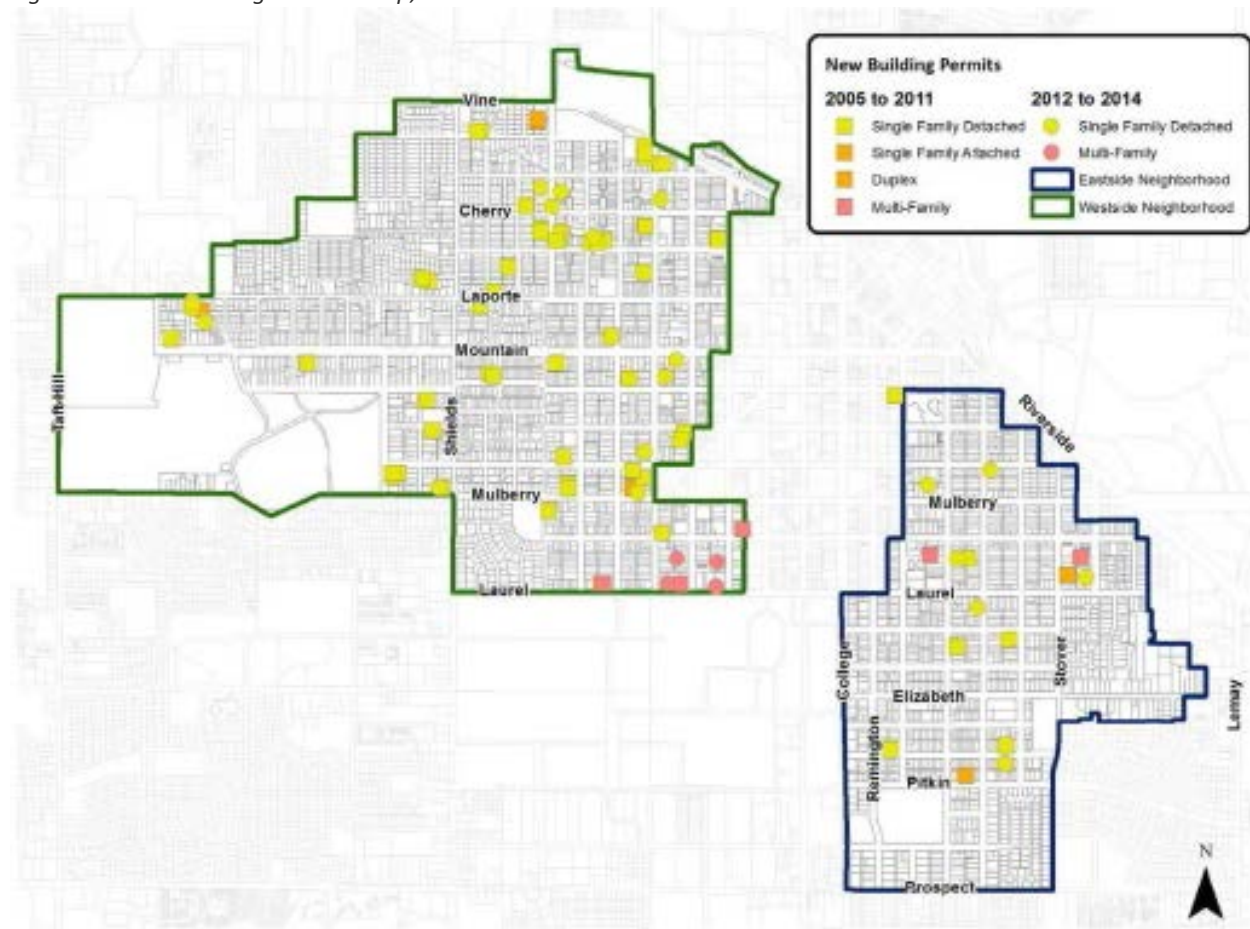 New Building Permits
2005 to 2011
2012 to 2014
Single Family Detached
Single Family Detached
Single Family Attached
Multi-Family
Duplex
Eastside Neighborhood
Multi-Family
Westside Neighborhood
Vine
Cherry
Laporte
Mountain
Taft-Hill
Shields
Mulberry
Laurel
Riverside
Mulberry
Laurel
College
Stover
Elizabeth
Lemay
Remington
Pitkin
Prospect
N